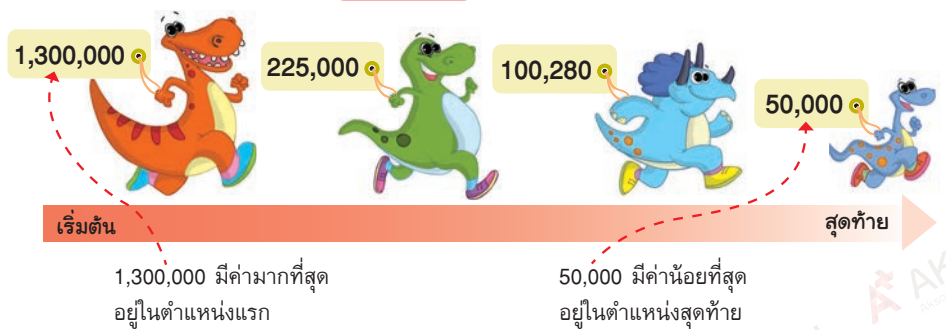 1,300,000
225,000
100,280
50,000
เริ่มต้น
สุดท้าย
1,300,000 มีค่ามากที่สุด
อยู่ในตำแหน่งแรก
50,000 มีค่าน้อยที่สุด
อยู่ในตำแหน่งสุดท้าย